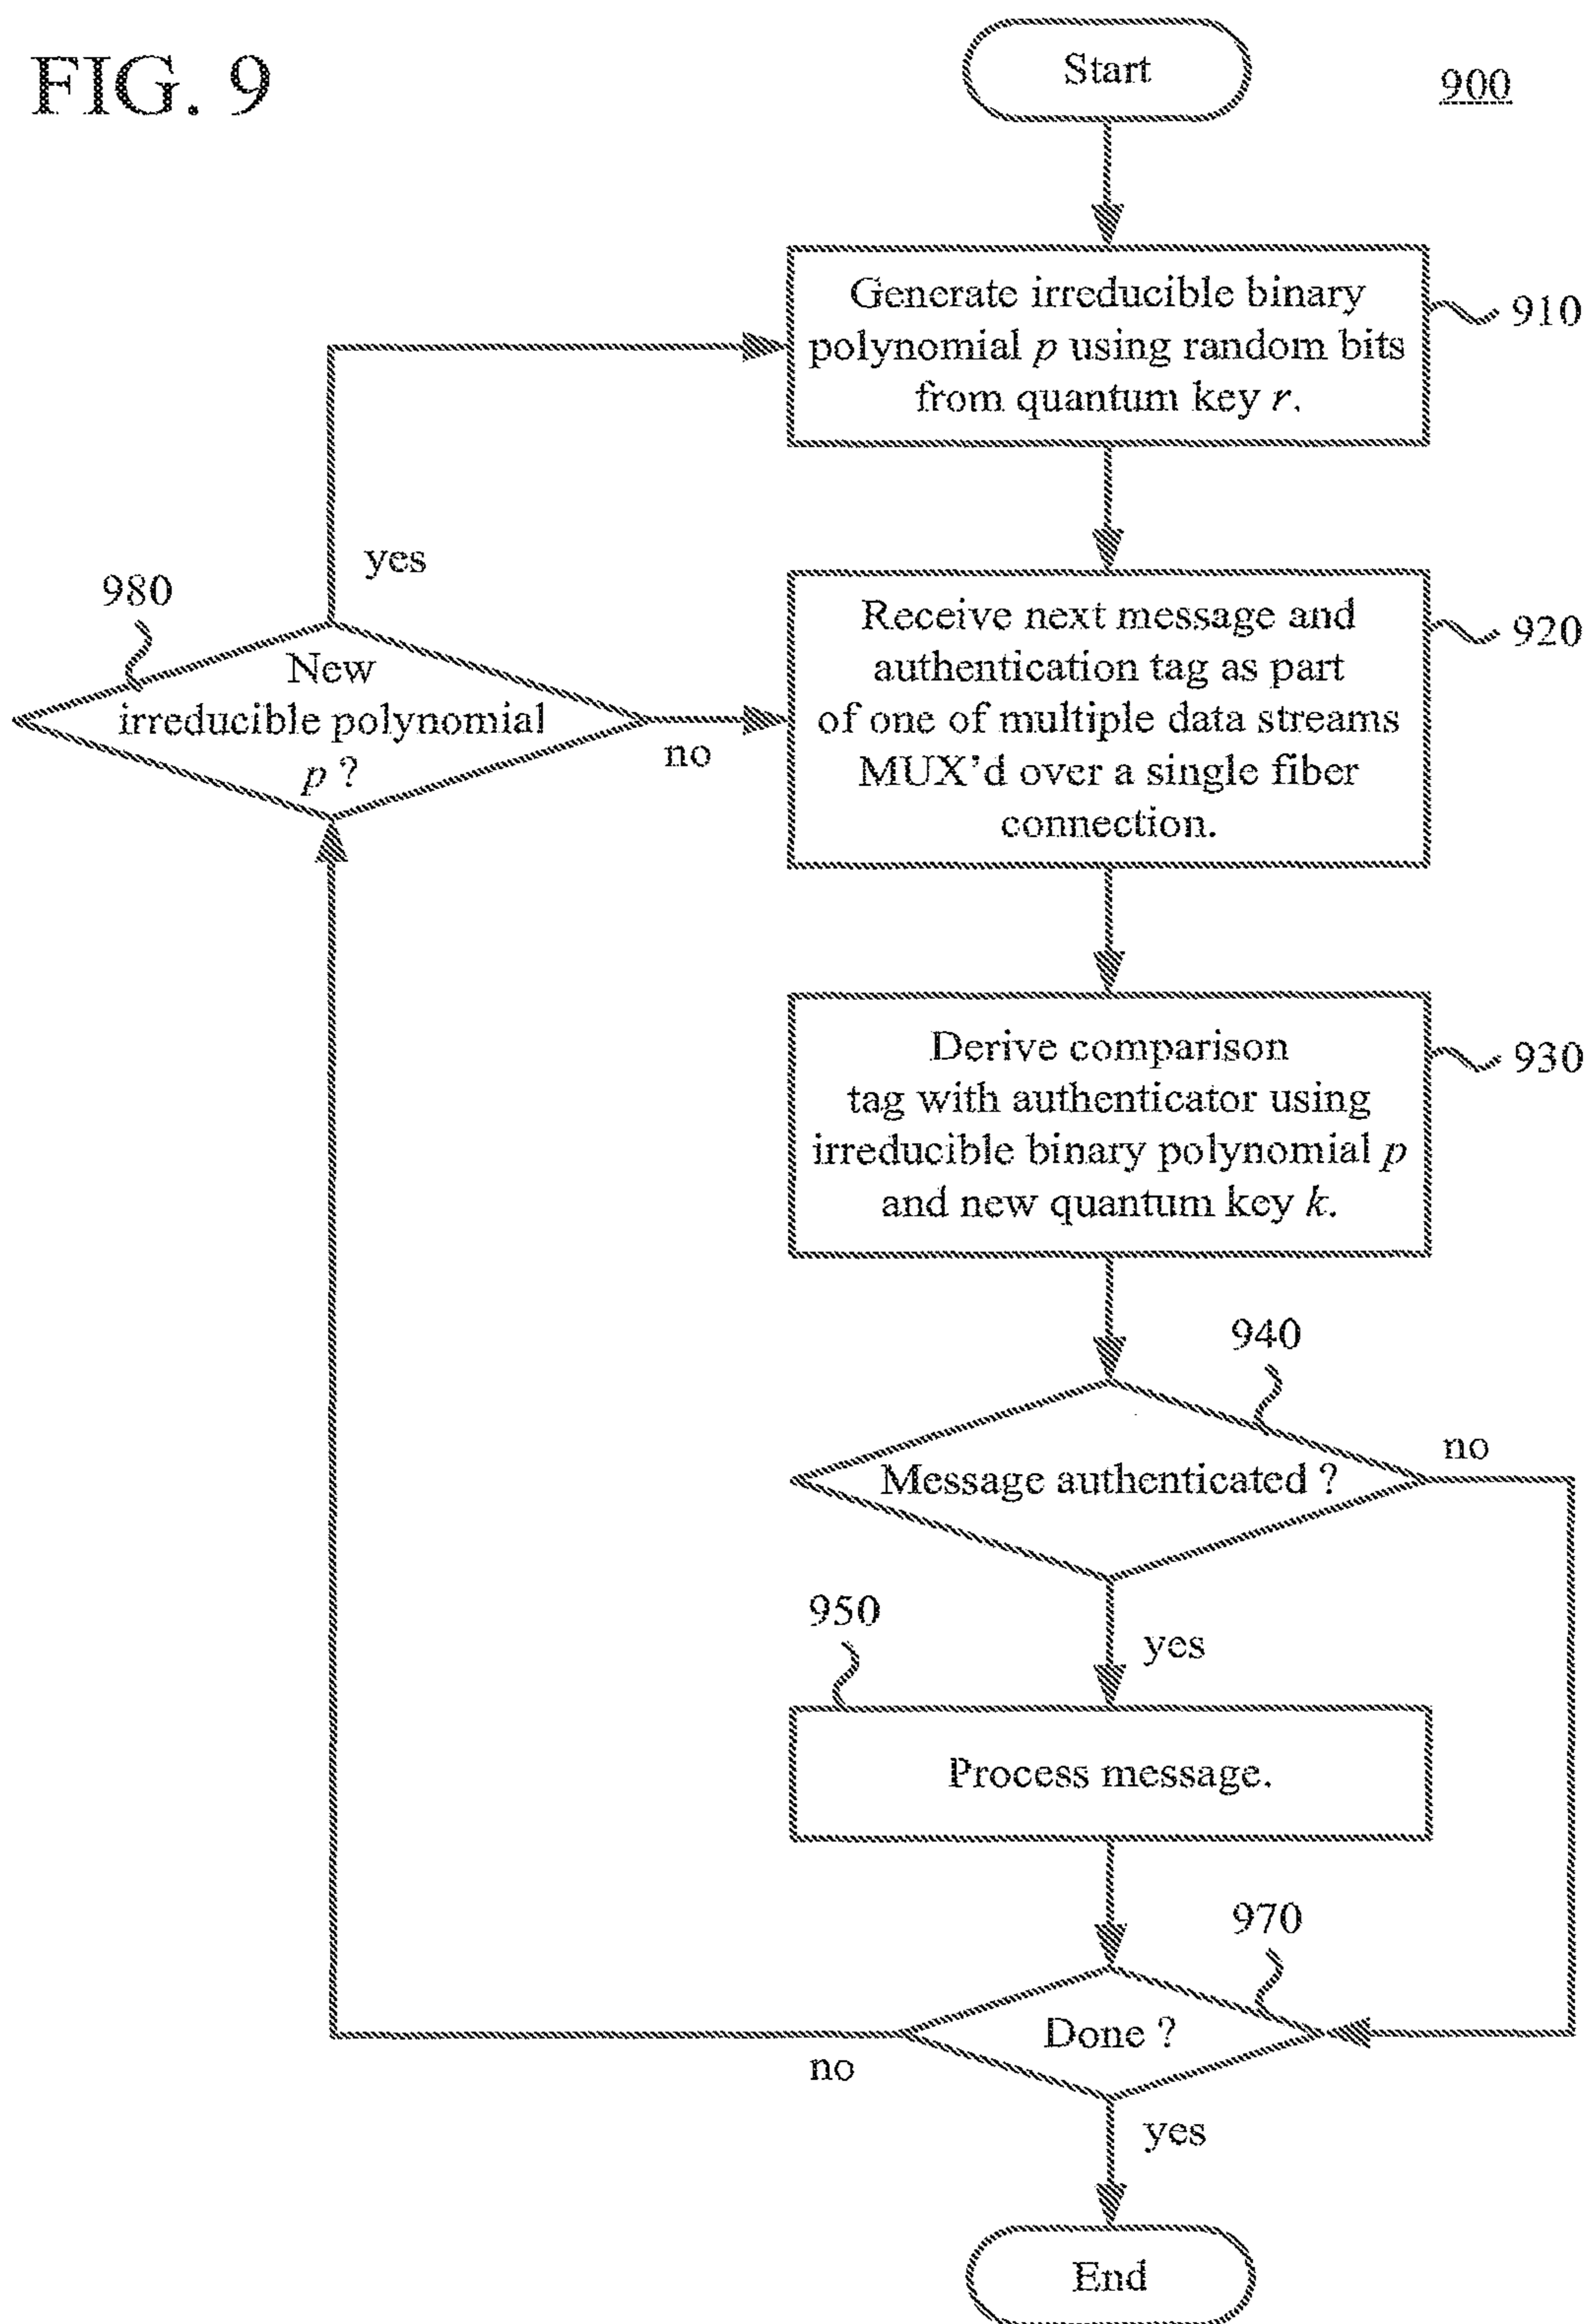 FIG. 9
Start
900
Generate irreducible binary
polynomial p using random bits
from quantum key r.
910
yes
980
New
irreducible polynomial
p ?
no
Receive next message and
authentication tag as part
of one of multiple data streams
MUX'd over a single fiber
connection.
920
Derive comparison
tag with authenticator using
irreducible binary polynomial p
and new quantum key k.
930
940
Message authenticated ?
no
950
yes
Process message.
970
Done ?
no
yes
End